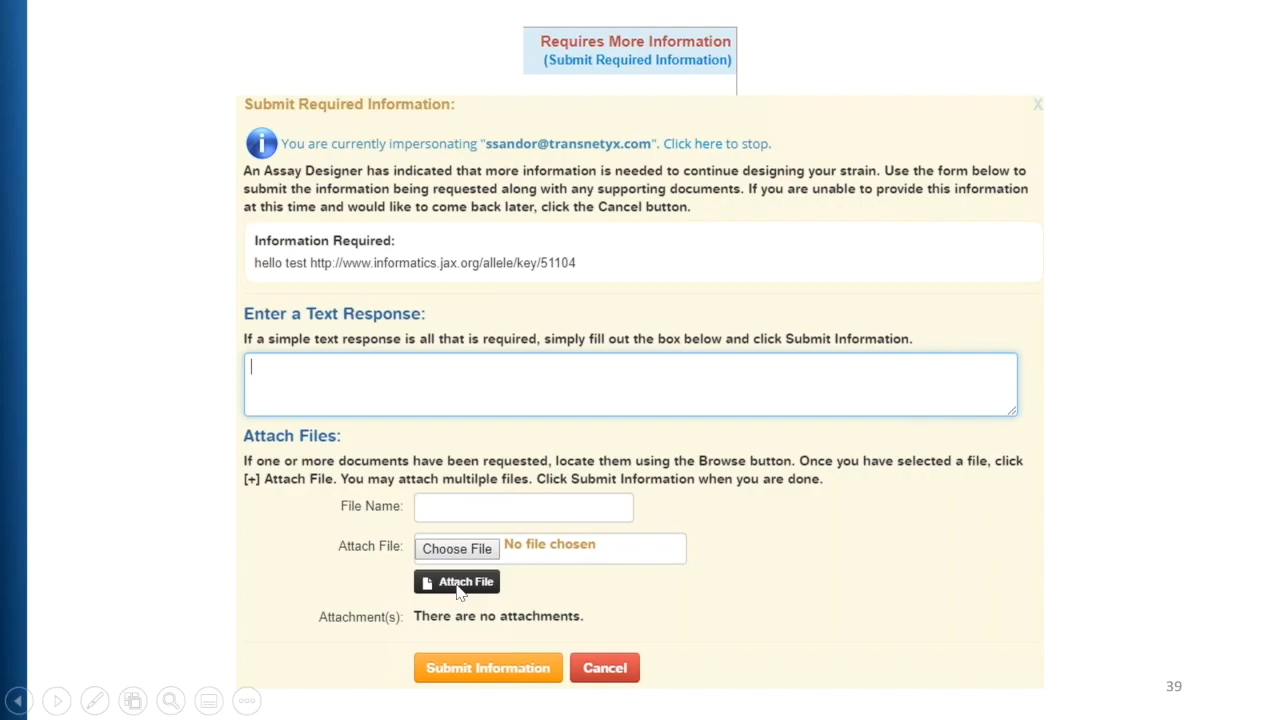 Requires More Information
(Submit Required Information)
Submit Required Information:
X
i
You are currently impersonating "ssandor@transnetyx.com". Click here to stop.
An Assay Designer has indicated that more information is needed to continue designing your strain. Use the form below to
submit the information being requested along with any supporting documents. If you are unable to provide this information
at this time and would like to come back later, click the Cancel button.
Information Required:
hello test http://www.informatics.jax.org/allele/key/51104
Enter a Text Response:
If a simple text response is all that is required, simply fill out the box below and click Submit Information.
Attach Files:
If one or more documents have been requested, locate them using the Browse button. Once you have selected a file, click
[+] Attach File. You may attach multilple files. Click Submit Information when you are done.
File Name:
Attach File: Choose File No file chosen
Attach File
Attachment(s): There are no attachments.
Submit Information Cancel
39